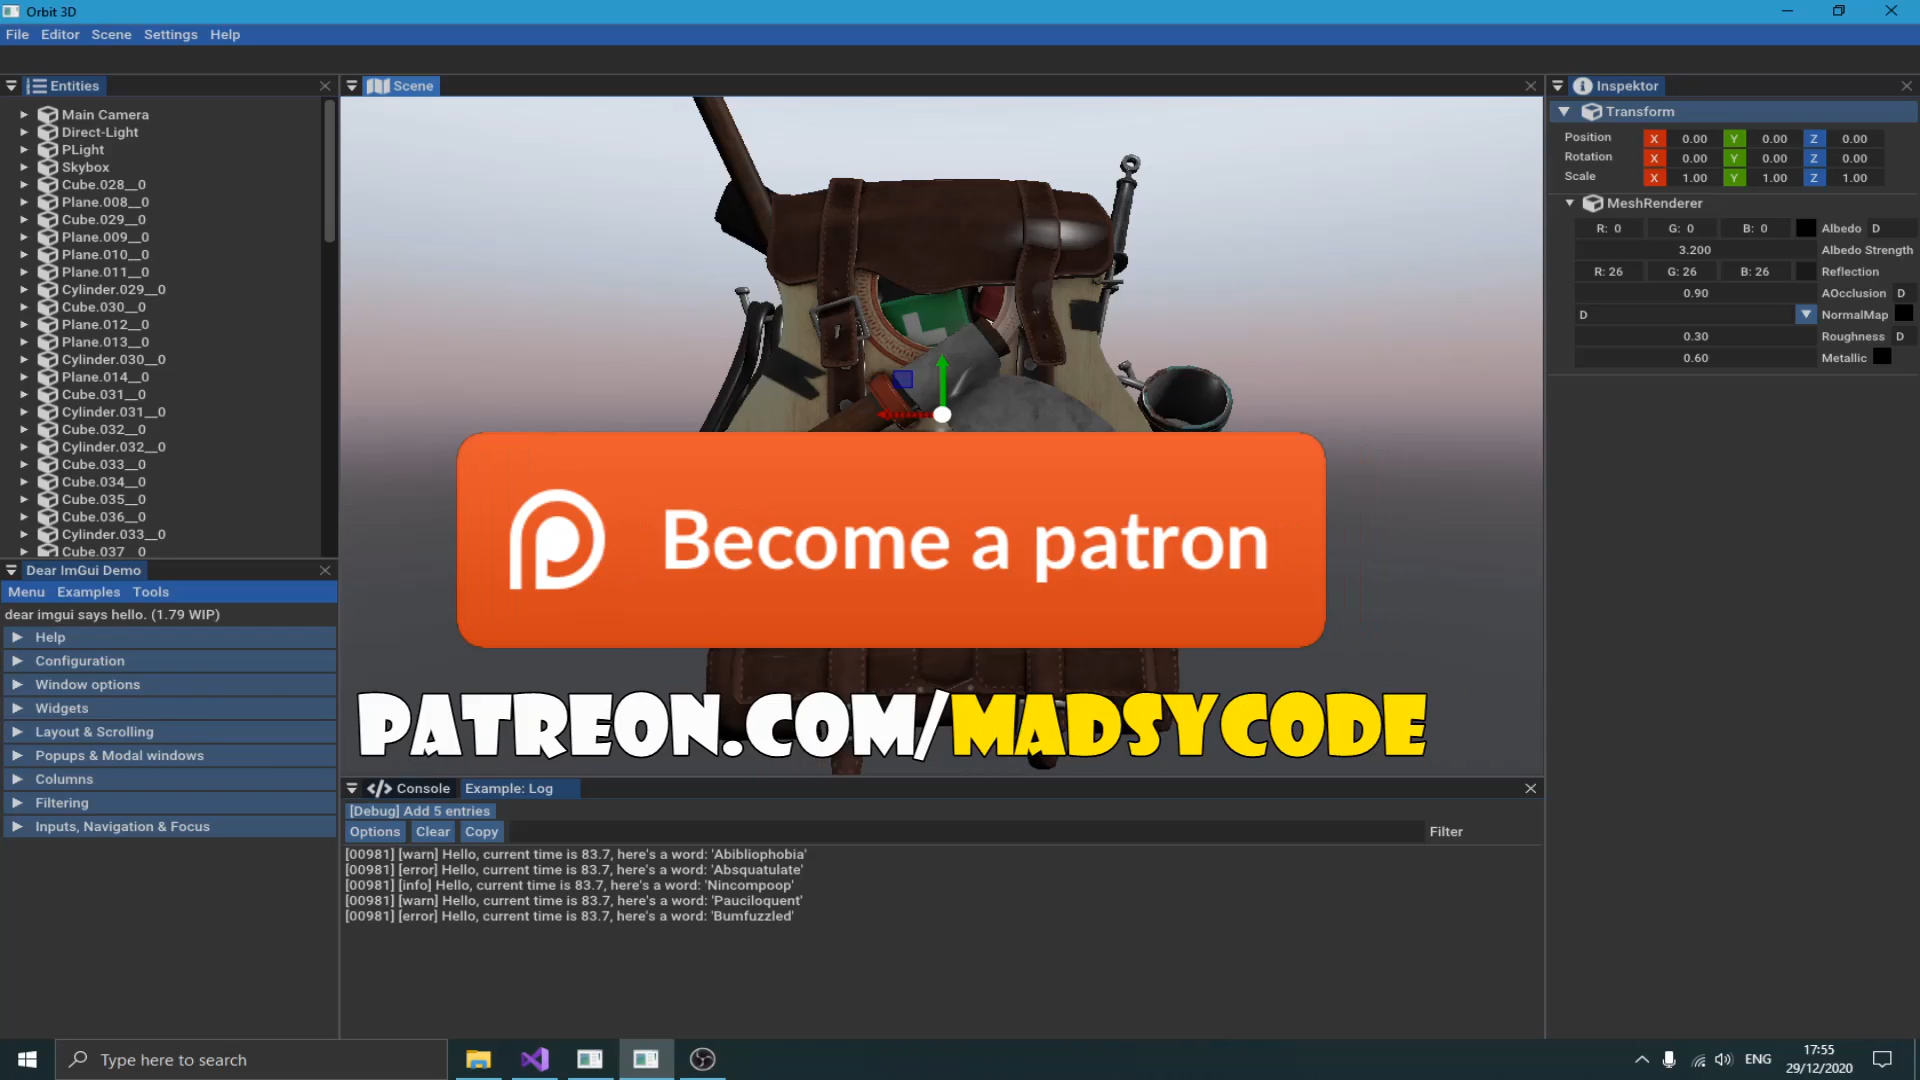 Orbit 3D
File Editor Scene Settings Help
Entities
Main Camera
Direct-Light
PLight
Skybox
Cube.028__0
Plane.008__0
Cube.029__0
Plane.009__0
Plane.010__0
Plane.011__0
Cylinder.029__0
Cube.030__0
Plane.012__0
Plane.013__0
Cylinder.030__0
Plane.014__0
Cube.031__0
Cylinder.031__0
Cube.032__0
Cylinder.032__0
Cube.033__0
Cube.034__0
Cube.035__0
Cube.036__0
Cylinder.033__0
Cube.037__0
Dear ImGui Demo
Menu Examples Tools
dear imgui says hello. (1.79 WIP)
Help
Configuration
Window options
Widgets
Layout & Scrolling
Popups & Modal windows
Columns
Filtering
Inputs, Navigation & Focus
Scene
Become a patron
PATREON.COM/MADSYCODE
Console Example: Log
[Debug] Add 5 entries
Options Clear Copy Filter
[00981] [warn] Hello, current time is 83.7, here's a word: 'Abibliophobia'
[00981] [error] Hello, current time is 83.7, here's a word: 'Absquatulate'
[00981] [info] Hello, current time is 83.7, here's a word: 'Nincompoop'
[00981] [warn] Hello, current time is 83.7, here's a word: 'Pauciloquent'
[00981] [error] Hello, current time is 83.7, here's a word: 'Bumfuzzled'
Inspektor
Transform
Position X 0.00 Y 0.00 Z 0.00
Rotation X 0.00 Y 0.00 Z 0.00
Scale X 1.00 Y 1.00 Z 1.00
MeshRenderer
R: 0 G: 0 B: 0 Albedo D
3.200 Albedo Strength
R: 26 G: 26 B: 26 Reflection
0.90 AOcclusion D
D NormalMap
0.30 Roughness D
0.60 Metallic
Type here to search
ENG
17:55
29/12/2020